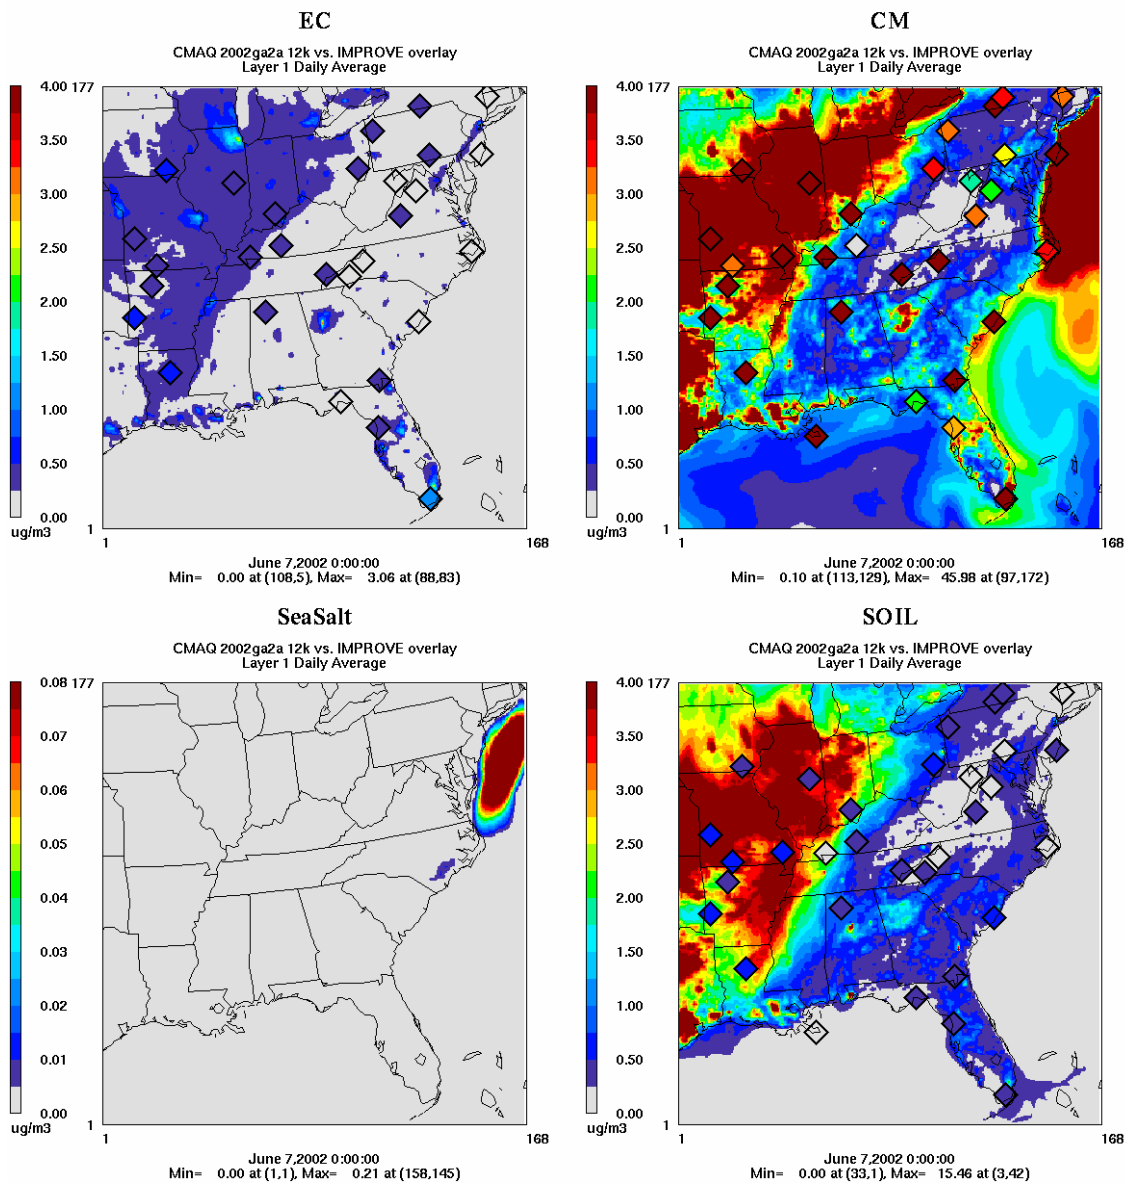 EC
CMAQ 2002ga2a 12k vs. IMPROVE overlay
Layer 1 Daily Average
4.00 177
3.50
3.00
2.50
2.00
1.50
1.00
0.50
0.00
ug/m3
1
1 168
June 7,2002 0:00:00
Min= 0.00 at (108,5), Max= 3.06 at (88,83)
CM
CMAQ 2002ga2a 12k vs. IMPROVE overlay
Layer 1 Daily Average
4.00 177
3.50
3.00
2.50
2.00
1.50
1.00
0.50
0.00
ug/m3
1
1 168
June 7,2002 0:00:00
Min= 0.10 at (113,129), Max= 45.98 at (97,172)
SeaSalt
CMAQ 2002ga2a 12k vs. IMPROVE overlay
Layer 1 Daily Average
0.08 177
0.07
0.06
0.05
0.04
0.03
0.02
0.01
0.00
ug/m3
1
1 168
June 7,2002 0:00:00
Min= 0.00 at (1,1), Max= 0.21 at (158,145)
SOIL
CMAQ 2002ga2a 12k vs. IMPROVE overlay
Layer 1 Daily Average
4.00 177
3.50
3.00
2.50
2.00
1.50
1.00
0.50
0.00
ug/m3
1
1 168
June 7,2002 0:00:00
Min= 0.00 at (33,1), Max= 15.46 at (3,42)